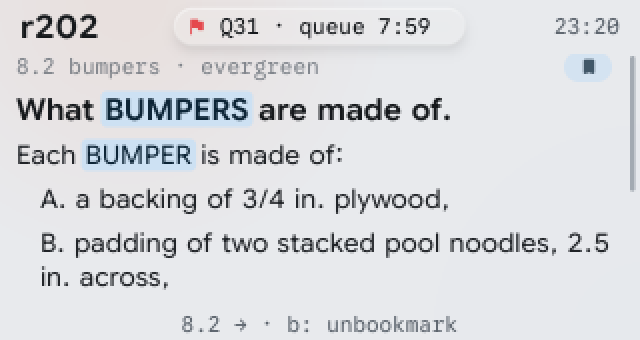 r202
Q31 · queue 7:59
23:20
8.2 bumpers · evergreen
What BUMPERS are made of.
Each BUMPER is made of:
A. a backing of 3/4 in. plywood,
B. padding of two stacked pool noodles, 2.5
in. across,
8.2 → · b: unbookmark